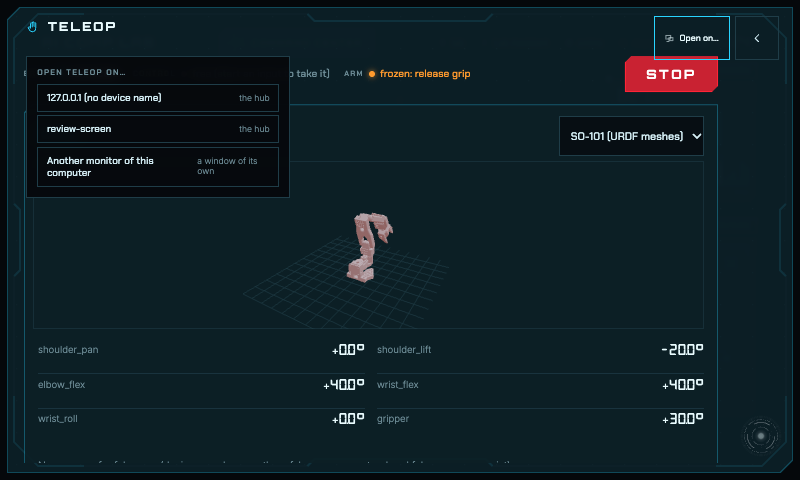 TELEOP
Open on...
OPEN TELEOP ON...
take it) ARM frozen: release grip
STOP
127.0.0.1 (no device name) the hub
review-screen the hub
Another monitor of this computer
a window of its own
SO-101 (URDF meshes)
shoulder_pan +0.0° shoulder_lift -20.0°
elbow_flex +40.0° wrist_flex +40.0°
wrist_roll +0.0° gripper +30.0°